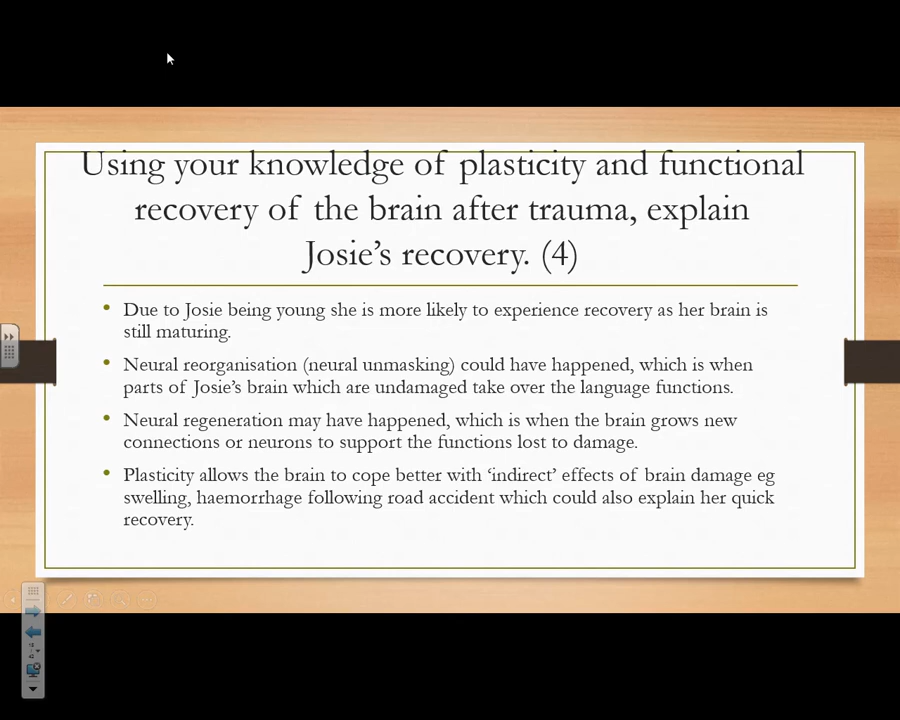 Using your knowledge of plasticity and functional
recovery of the brain after trauma, explain
Josie's recovery. (4)
• Due to Josie being young she is more likely to experience recovery as her brain is
still maturing.
• Neural reorganisation (neural unmasking) could have happened, which is when
parts of Josie's brain which are undamaged take over the language functions.
• Neural regeneration may have happened, which is when the brain grows new
connections or neurons to support the functions lost to damage.
• Plasticity allows the brain to cope better with 'indirect' effects of brain damage eg
swelling, haemorrhage following road accident which could also explain her quick
recovery.